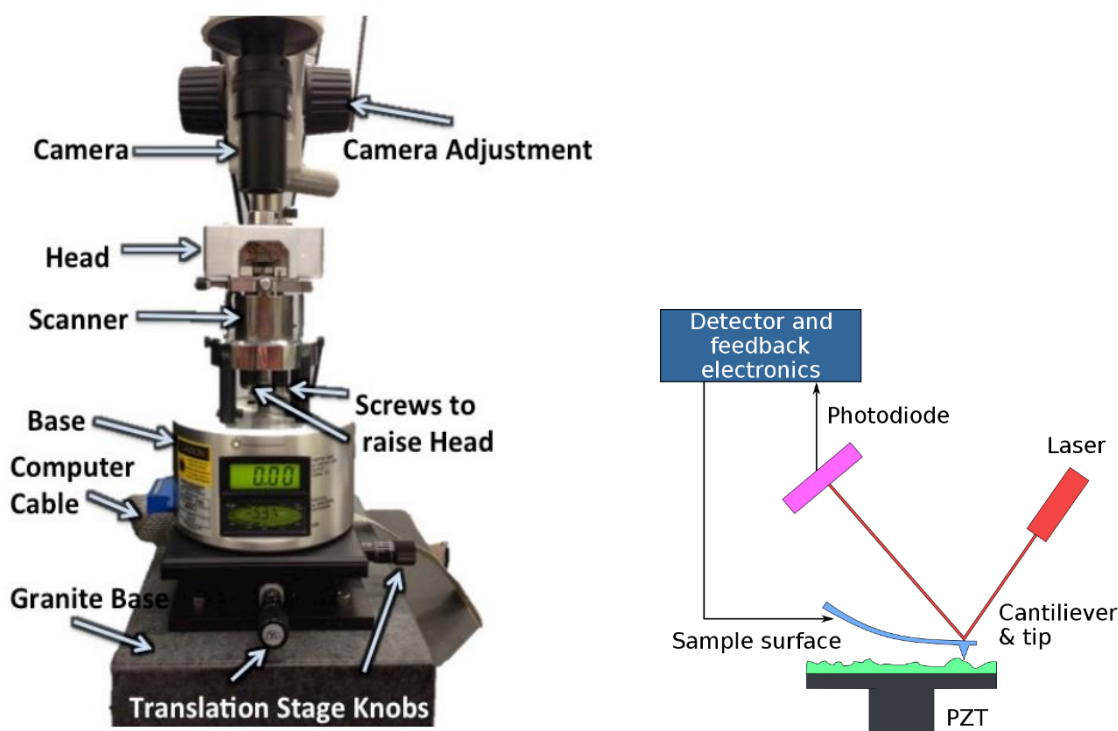 Camera
Camera Adjustment
Head
Scanner
Screws to
raise Head
Base
Computer
Cable
0.00
Granite Base
Translation Stage Knobs
Detector and
feedback
electronics
Photodiode
Laser
Cantiliever
& tip
Sample surface
PZT